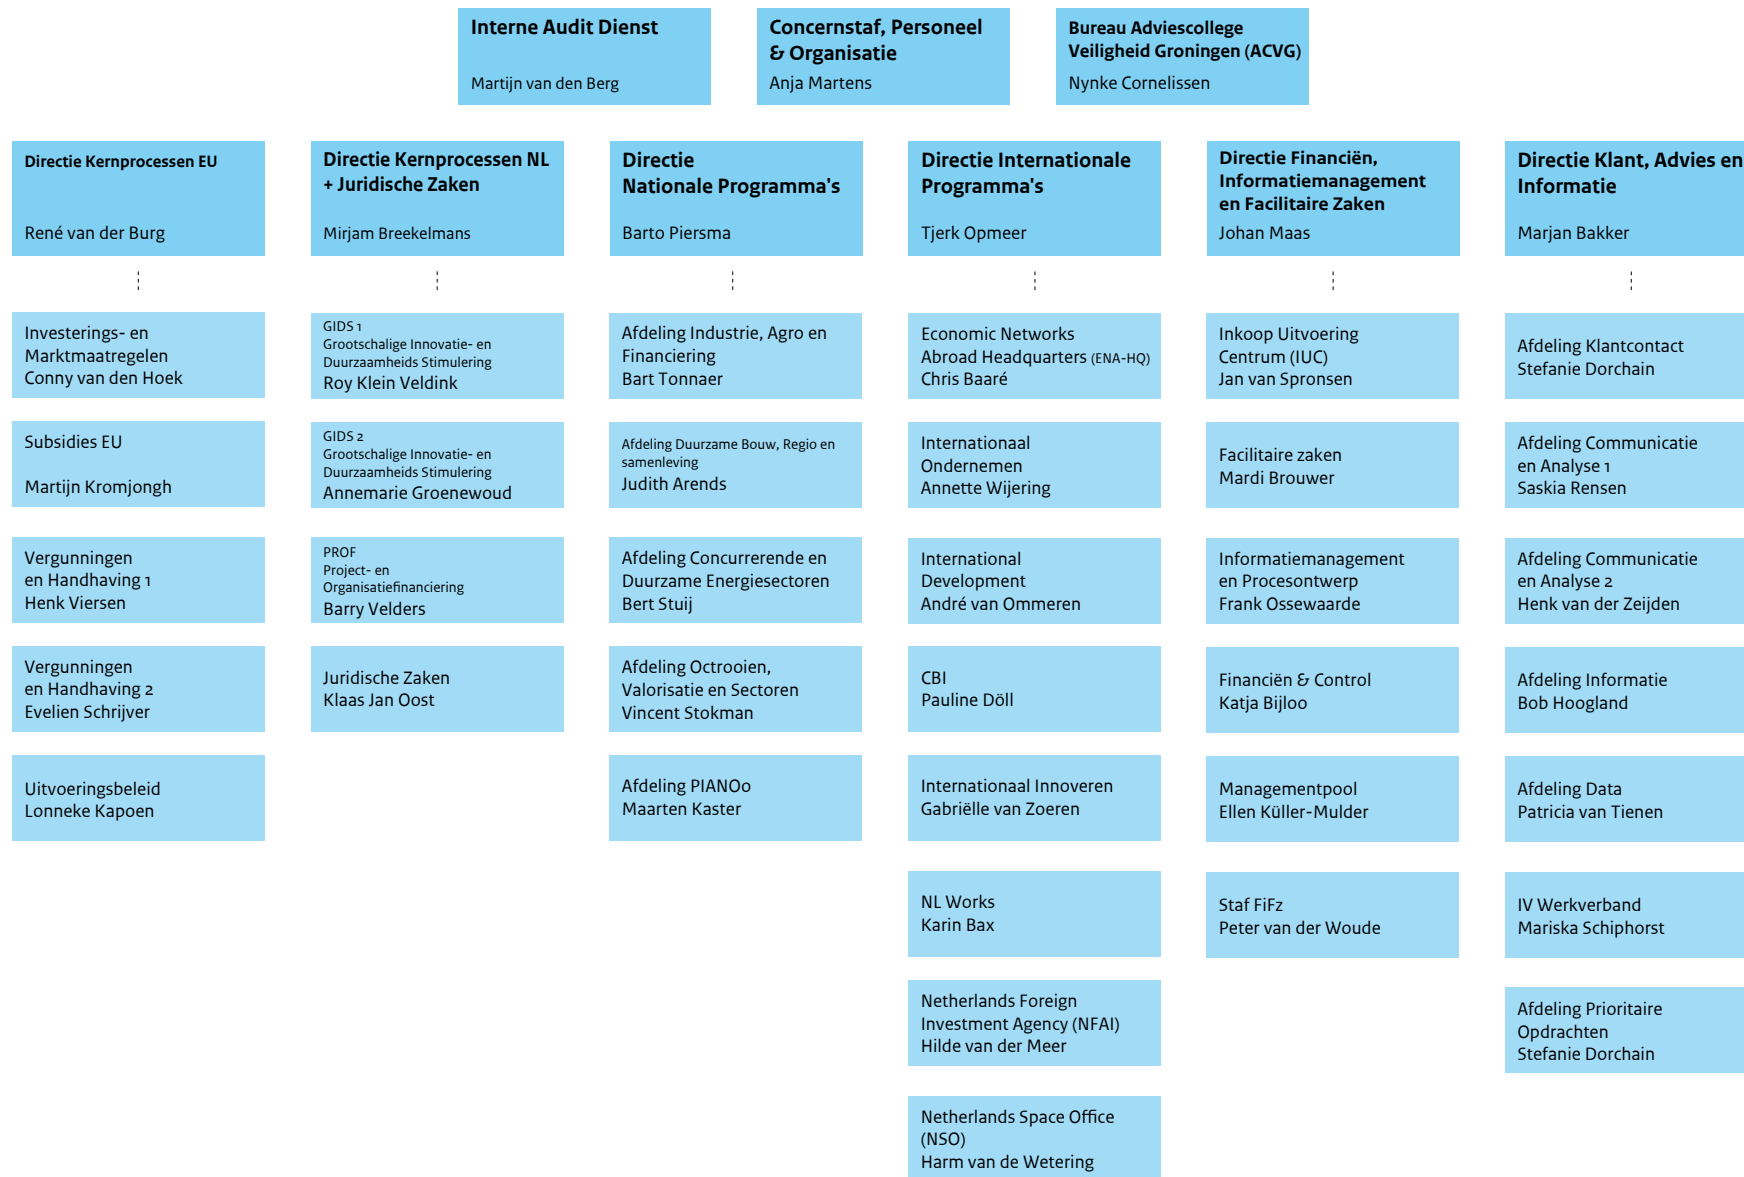 Interne Audit Dienst
Martijn van den Berg
Concernstaf, Personeel
& Organisatie
Anja Martens
Bureau Adviescollege
Veiligheid Groningen (ACVG)
Nynke Cornelissen
Directie Kernprocessen EU
René van der Burg
Investerings- en
Marktmaatregelen
Conny van den Hoek
Subsidies EU
Martijn Kromjongh
Vergunningen
en Handhaving 1
Henk Viersen
Vergunningen
en Handhaving 2
Evelien Schrijver
Uitvoeringsbeleid
Lonneke Kapoen
Directie Kernprocessen NL
+ Juridische Zaken
Mirjam Breekelmans
GIDS 1
Grootschalige Innovatie- en
Duurzaamheids Stimulering
Roy Klein Veldink
GIDS 2
Grootschalige Innovatie- en
Duurzaamheids Stimulering
Annemarie Groenewoud
PROF
Project- en
Organisatiefinanciering
Barry Velders
Juridische Zaken
Klaas Jan Oost
Directie
Nationale Programma's
Barto Piersma
Afdeling Industrie, Agro en
Financiering
Bart Tonnaer
Afdeling Duurzame Bouw, Regio en
samenleving
Judith Arends
Afdeling Concurrerende en
Duurzame Energiesectoren
Bert Stuij
Afdeling Octrooien,
Valorisatie en Sectoren
Vincent Stokman
Afdeling PIANOo
Maarten Kaster
Directie Internationale
Programma's
Tjerk Opmeer
Economic Networks
Abroad Headquarters (ENA-HQ)
Chris Baaré
Internationaal
Ondernemen
Annette Wijering
International
Development
André van Ommeren
CBI
Pauline Döll
Internationaal Innoveren
Gabriëlle van Zoeren
NL Works
Karin Bax
Netherlands Foreign
Investment Agency (NFAI)
Hilde van der Meer
Netherlands Space Office
(NSO)
Harm van de Wetering
Directie Financiën,
Informatiemanagement
en Facilitaire Zaken
Johan Maas
Inkoop Uitvoering
Centrum (IUC)
Jan van Spronsen
Facilitaire zaken
Mardi Brouwer
Informatiemanagement
en Procesontwerp
Frank Ossewaarde
Financiën & Control
Katja Bijloo
Managementpool
Ellen Küller-Mulder
Staf FiFz
Peter van der Woude
Directie Klant, Advies en
Informatie
Marjan Bakker
Afdeling Klantcontact
Stefanie Dorchain
Afdeling Communicatie
en Analyse 1
Saskia Rensen
Afdeling Communicatie
en Analyse 2
Henk van der Zeijden
Afdeling Informatie
Bob Hoogland
Afdeling Data
Patricia van Tienen
IV Werkverband
Mariska Schiphorst
Afdeling Prioritaire
Opdrachten
Stefanie Dorchain